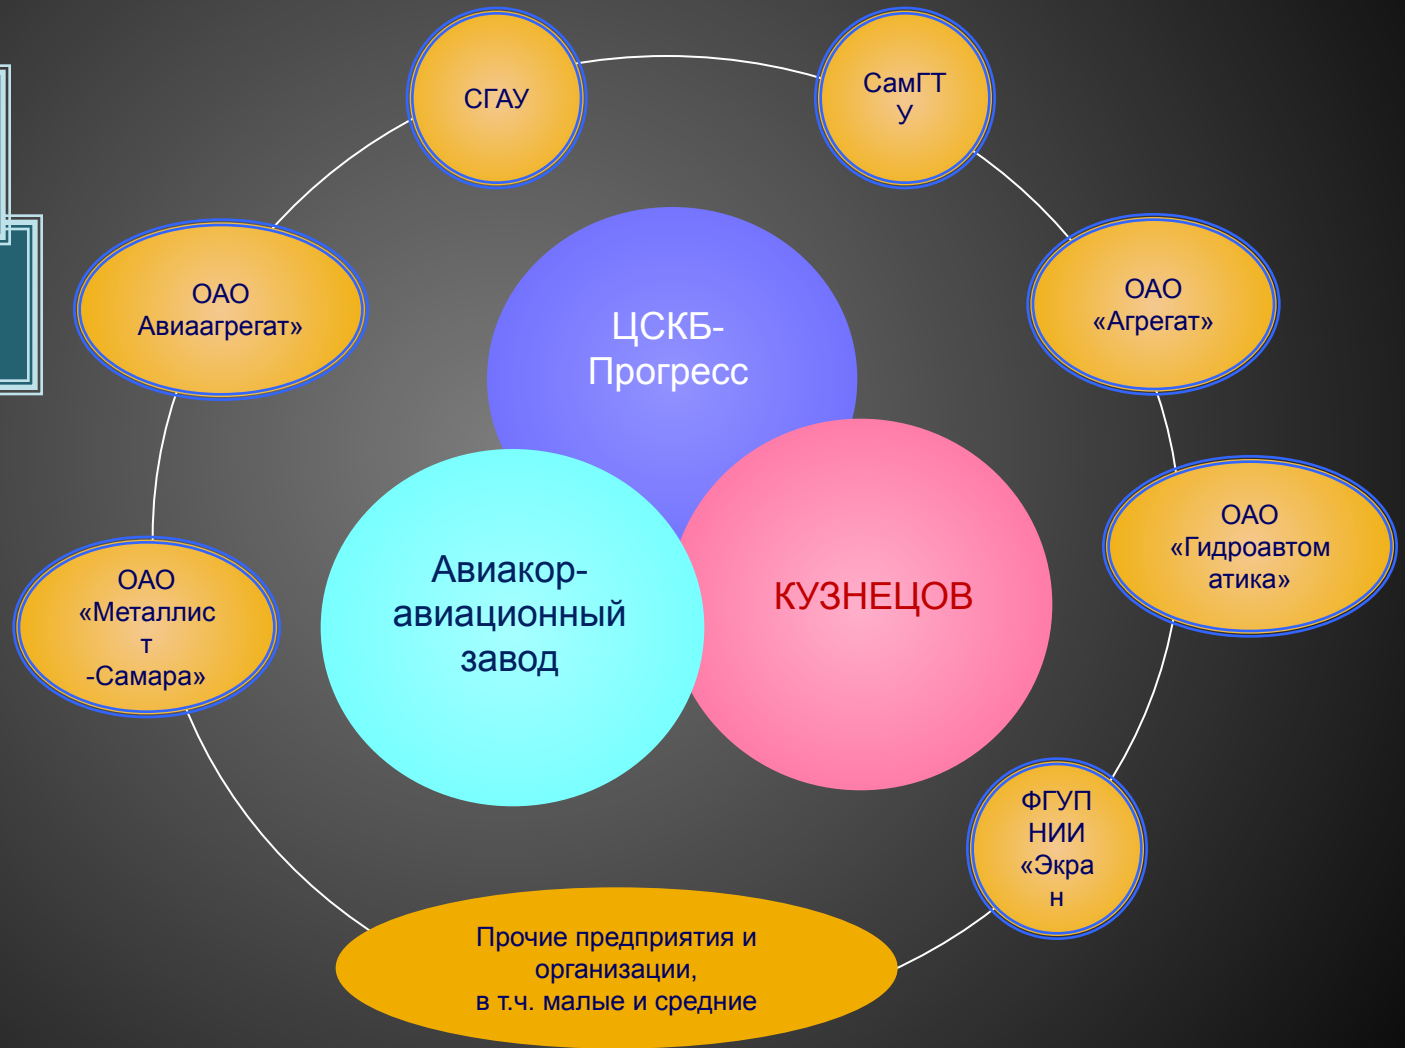 СГАУ
СамГТ
У
ОАО
Авиаагрегат»
ОАО
«Агрегат»
ЦСКБ-
Прогресс
ОАО
«Гидроавтом
атика»
Авиакор-
авиационный
завод
КУЗНЕЦОВ
ОАО
«Металлис
т
-Самара»
ФГУП
НИИ
«Экра
н
Прочие предприятия и
организации,
в т.ч. малые и средние